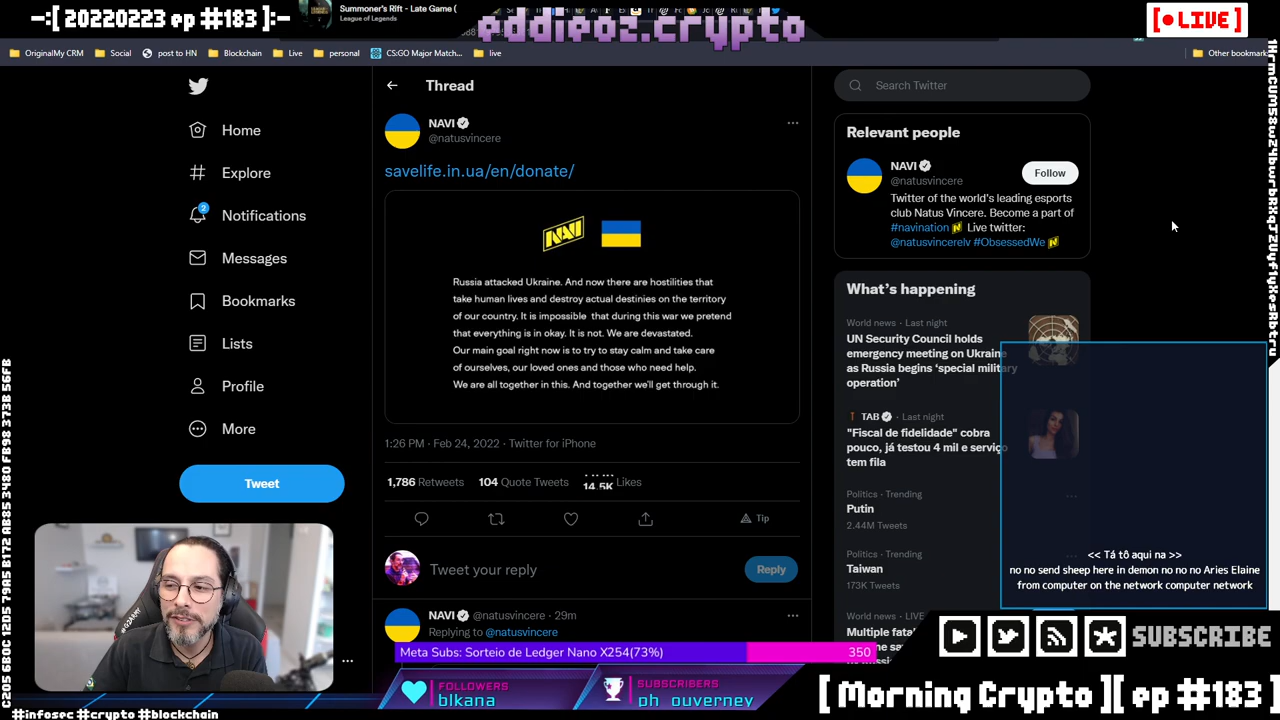 —:[ 20220223 ep #183 ]:—
Summoner's Rift - Late Game (
League of Legends
eddieoz.crypto
[● LIVE]
OriginalMy CRM
Social
post to HN
Blockchain
Live
personal
CS:GO Major Match...
live
Other bookmark
Home
Explore
2
Notifications
Messages
Bookmarks
Lists
Profile
More
Tweet
Thread
NAVI
@natusvincere
savelife.in.ua/en/donate/
NAVI
Russia attacked Ukraine. And now there are hostilities that
take human lives and destroy actual destinies on the territory
of our country. It is impossible that during this war we pretend
that everything is in okay. It is not. We are devastated.
Our main goal right now is to try to stay calm and take care
of ourselves, our loved ones and those who need help.
We are all together in this. And together we'll get through it.
1:26 PM · Feb 24, 2022 · Twitter for iPhone
1,786 Retweets 104 Quote Tweets 14.5K Likes
Tip
Tweet your reply
Reply
NAVI @natusvincere · 29m
Replying to @natusvincere
Search Twitter
Relevant people
NAVI
@natusvincere
Follow
Twitter of the world's leading esports
club Natus Vincere. Become a part of
#navination Live twitter:
@natusvincerelv #ObsessedWe
What's happening
World news · Last night
UN Security Council holds
emergency meeting on Ukraine
as Russia begins 'special military
operation'
TAB · Last night
"Fiscal de fidelidade" cobra
pouco, já testou 4 mil e serviço
tem fila
Politics · Trending
Putin
2.44M Tweets
Politics · Trending
Taiwan
173K Tweets
World news · LIVE
Multiple
<< Tá tô aqui na >>
no no send sheep here in demon no no no Aries Elaine
from computer on the network computer network
Meta Subs: Sorteio de Ledger Nano X254(73%)
350
FOLLOWERS
blkana
SUBSCRIBERS
ph_ouverney
SUBSCRIBE
[ Morning Crypto ][ ep #183 ]
#infosec #crypto #blockchain